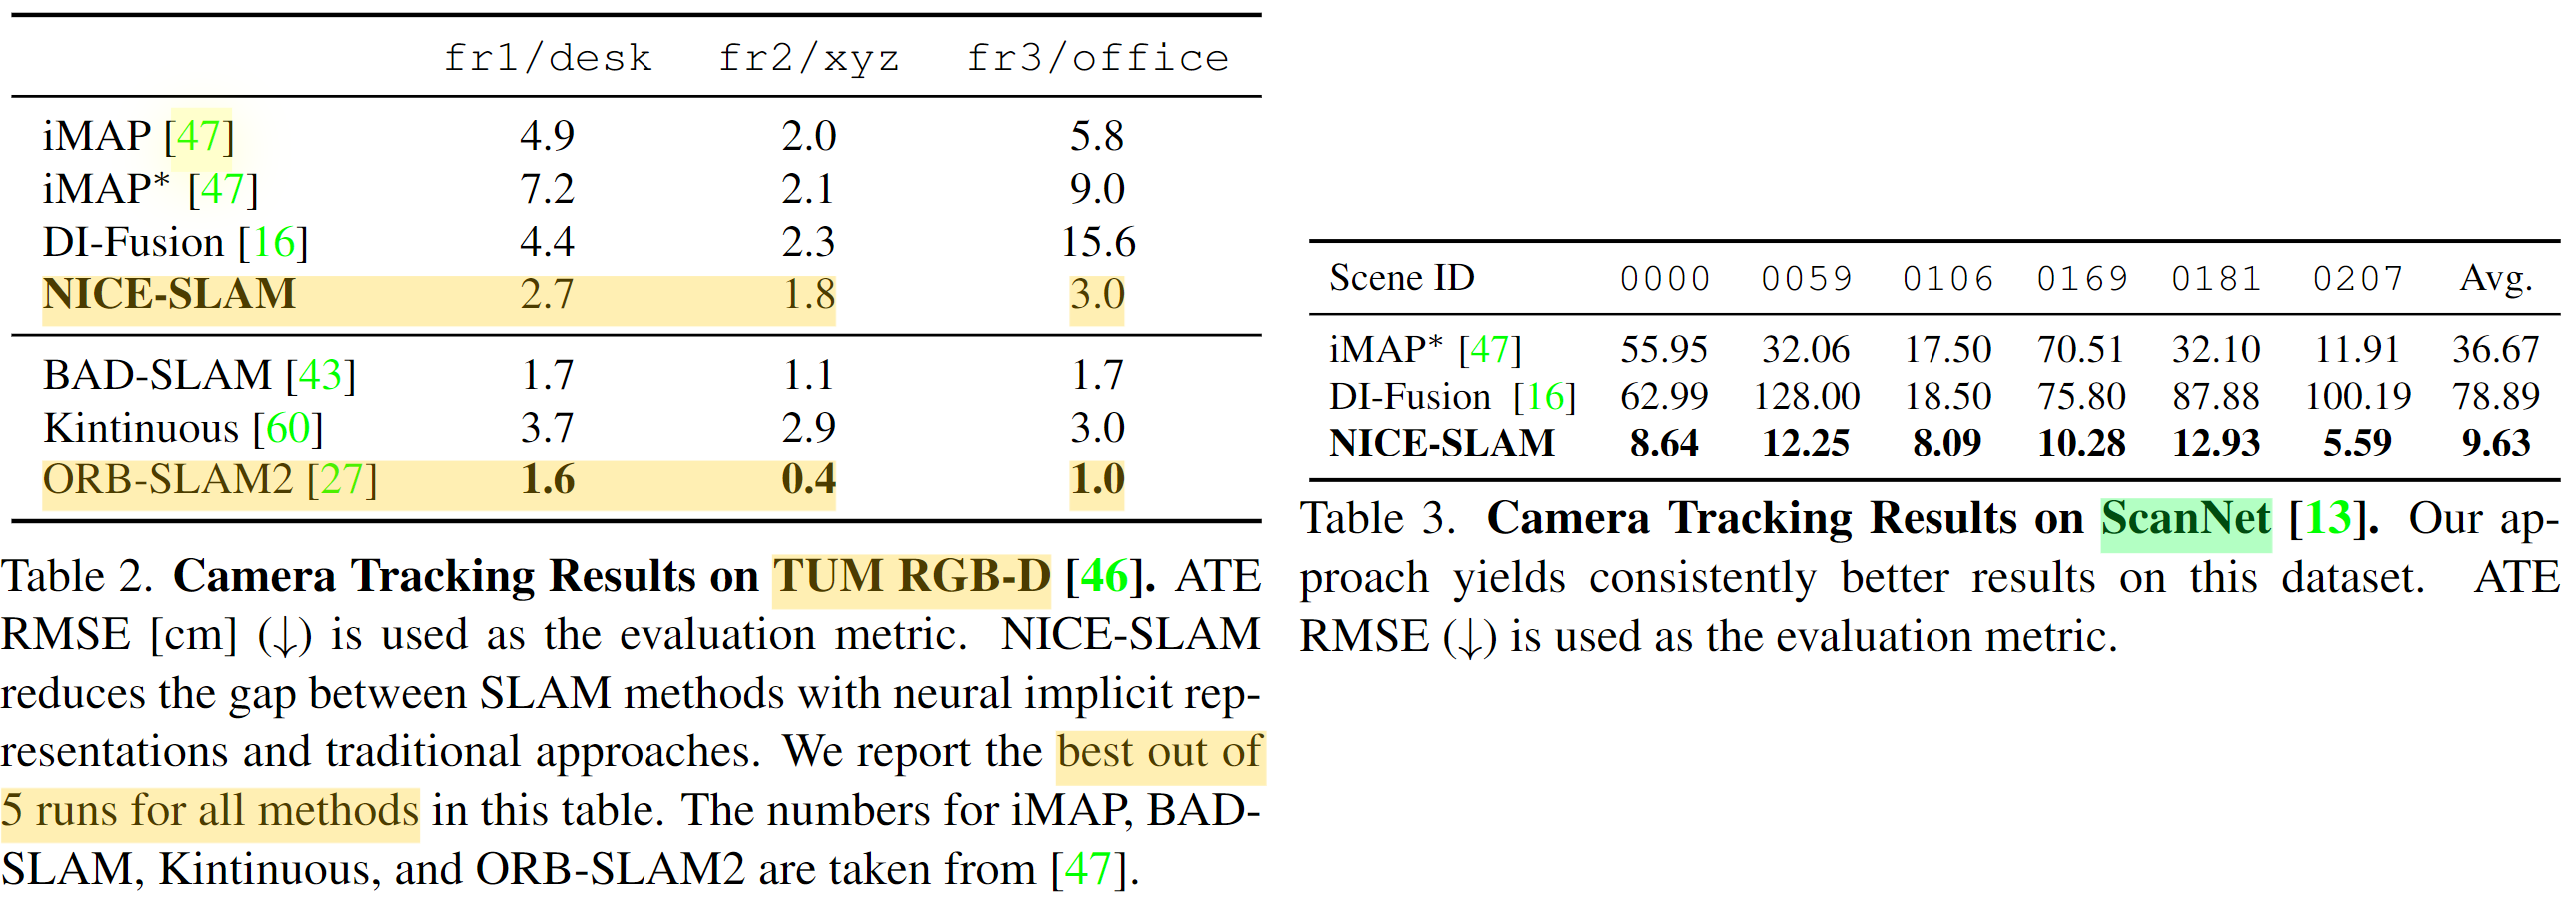 fr1/desk fr2/xyz fr3/office
iMAP [47] 4.9 2.0 5.8
iMAP* [47] 7.2 2.1 9.0
DI-Fusion [16] 4.4 2.3 15.6
NICE-SLAM 2.7 1.8 3.0
BAD-SLAM [43] 1.7 1.1 1.7
Kintinuous [60] 3.7 2.9 3.0
ORB-SLAM2 [27] 1.6 0.4 1.0
Table 2. Camera Tracking Results on TUM RGB-D [46]. ATE
RMSE [cm] (↓) is used as the evaluation metric. NICE-SLAM
reduces the gap between SLAM methods with neural implicit rep-
resentations and traditional approaches. We report the best out of
5 runs for all methods in this table. The numbers for iMAP, BAD-
SLAM, Kintinuous, and ORB-SLAM2 are taken from [47].
Scene ID 0000 0059 0106 0169 0181 0207 Avg.
iMAP* [47] 55.95 32.06 17.50 70.51 32.10 11.91 36.67
DI-Fusion [16] 62.99 128.00 18.50 75.80 87.88 100.19 78.89
NICE-SLAM 8.64 12.25 8.09 10.28 12.93 5.59 9.63
Table 3. Camera Tracking Results on ScanNet [13]. Our ap-
proach yields consistently better results on this dataset. ATE
RMSE (↓) is used as the evaluation metric.